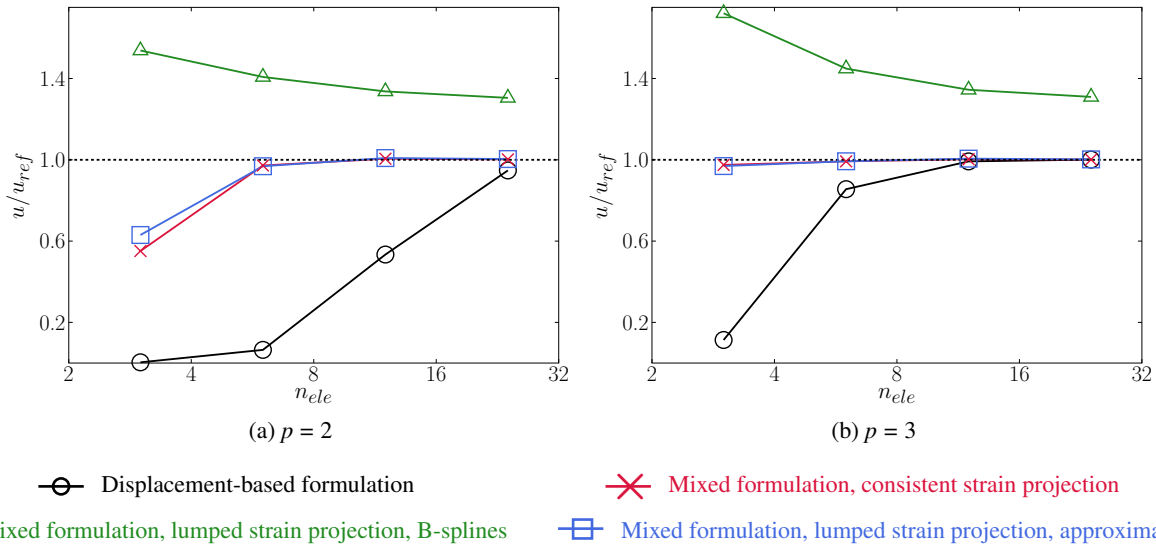 1.4
1.0
0.6
0.2
u/u_ref
2 4 8 16 32
n_ele
(a) p = 2
1.4
1.0
0.6
0.2
u/u_ref
2 4 8 16 32
n_ele
(b) p = 3
Displacement-based formulation
Mixed formulation, consistent strain projection
ixed formulation, lumped strain projection, B-splines
Mixed formulation, lumped strain projection, approxima